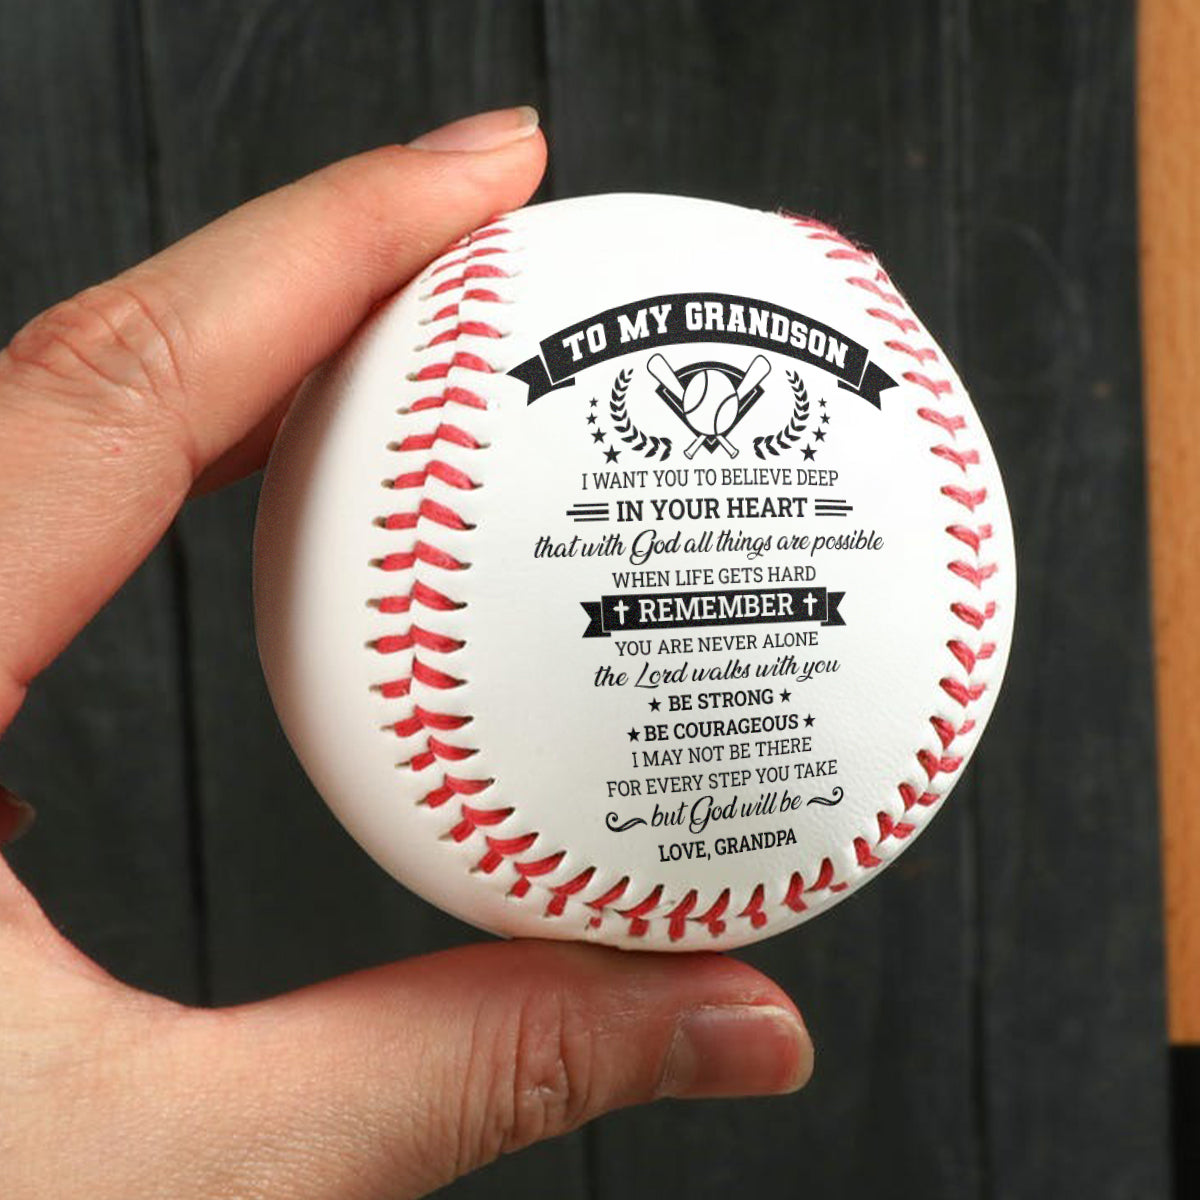 TO MY GRANDSON
I WANT YOU TO BELIEVE DEEP
IN YOUR HEART
that with God all things are possible
WHEN LIFE GETS HARD
REMEMBER
YOU ARE NEVER ALONE
the Lord walks with you
BE STRONG
BE COURAGEOUS
I MAY NOT BE THERE
FOR EVERY STEP YOU TAKE
but God will be
LOVE, GRANDPA